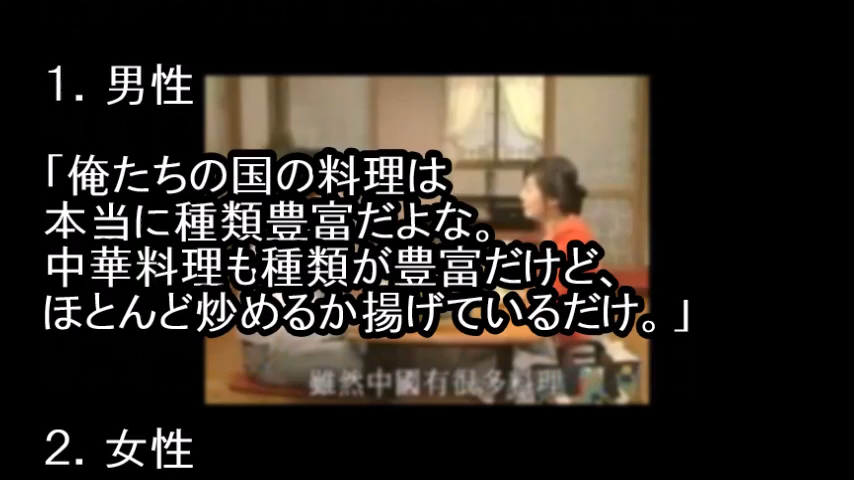 1．男性
「俺たちの国の料理は
本当に種類豊富だよな。
中華料理も種類が豊富だけど、
ほとんど炒めるか揚げているだけ。」
雖然中國有很多料理
2．女性